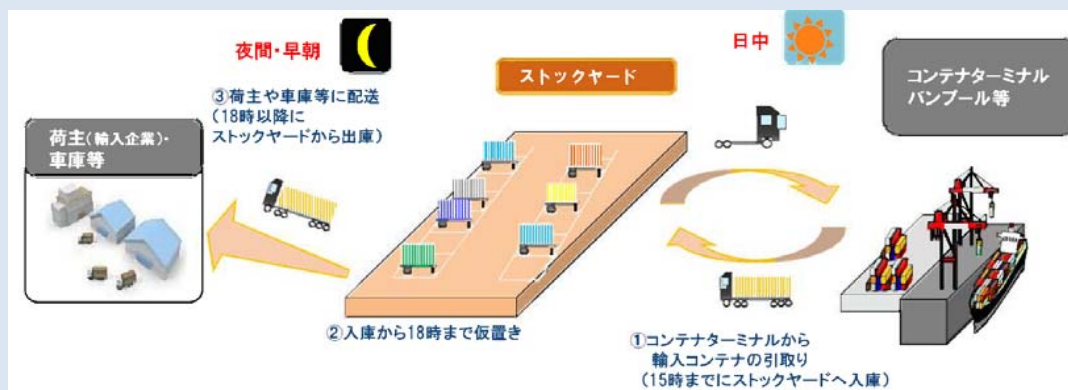 夜間・早朝
日中
ストックヤード
コンテナターミナル
バンプール等
③荷主や車庫等に配送
(18時以降に
ストックヤードから出庫)
荷主(輸入企業)・
車庫等
②入庫から18時まで仮置き
①コンテナターミナルから
輸入コンテナの引取り
(15時までにストックヤードへ入庫)